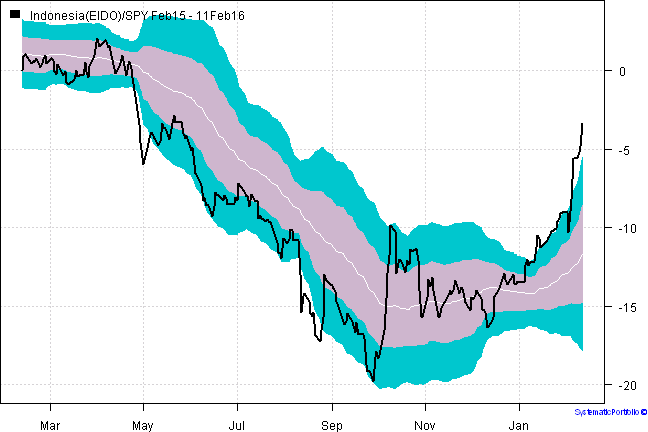 Indonesia(EIDO)/SPY Feb15 - 11Feb16
0
-5
-10
-15
-20
Mar May Jul Sep Nov Jan
SystematicPortfolio ©